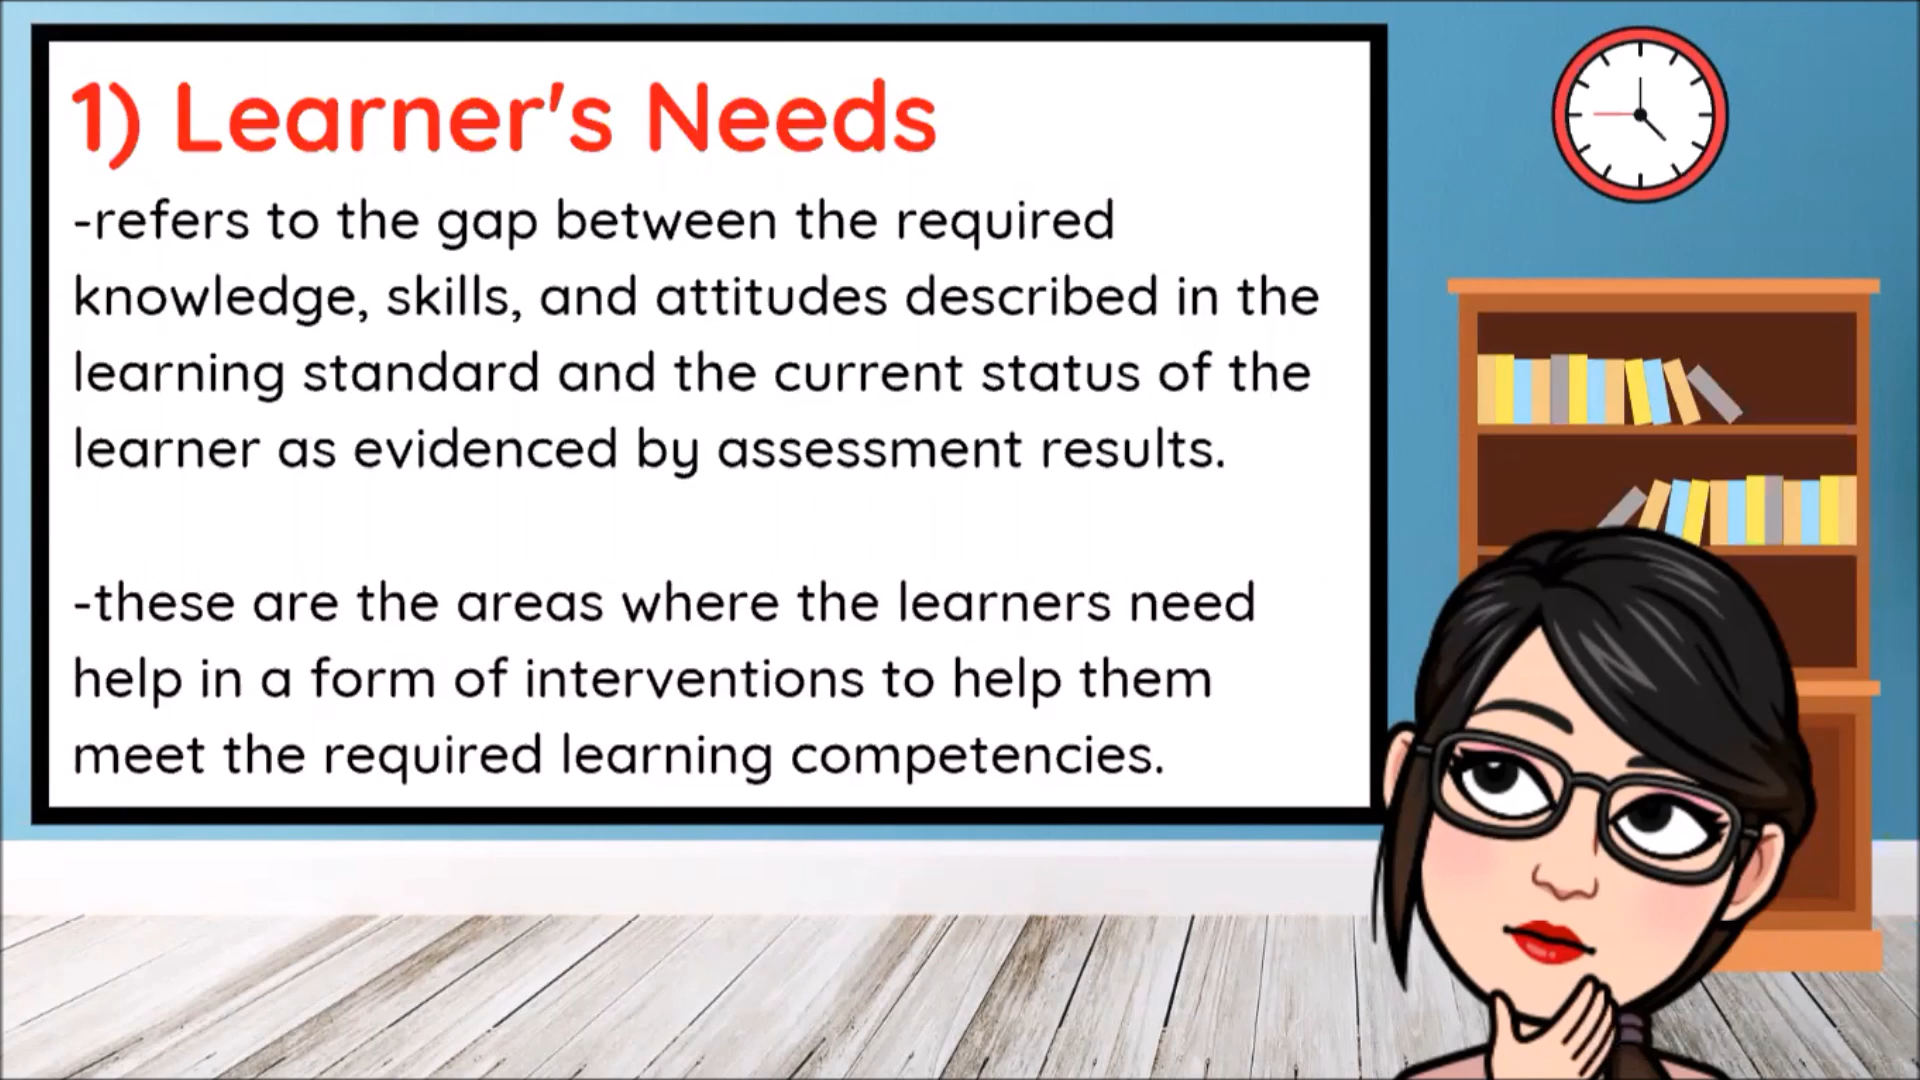 1) Learner's Needs
-refers to the gap between the required
knowledge, skills, and attitudes described in the
learning standard and the current status of the
learner as evidenced by assessment results.
-these are the areas where the learners need
help in a form of interventions to help them
meet the required learning competencies.